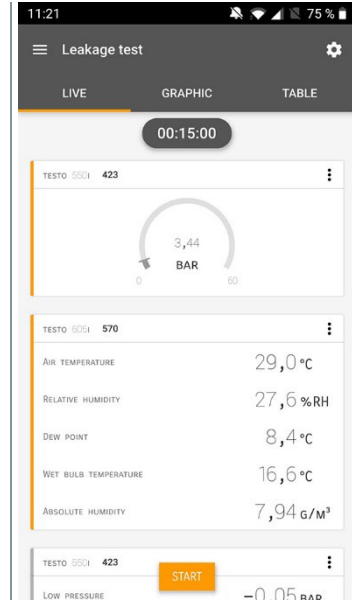 11:21 75 %
Leakage test
LIVE GRAPHIC TABLE
00:15:00
TESTO 550I 423
3,44
BAR
0 60
TESTO 605I 570
AIR TEMPERATURE 29,0 °C
RELATIVE HUMIDITY 27,6 %RH
DEW POINT 8,4 °C
WET BULB TEMPERATURE 16,6 °C
ABSOLUTE HUMIDITY 7,94 G/M³
TESTO 550I 423
START
LOW PRESSURE -0,05 BAR